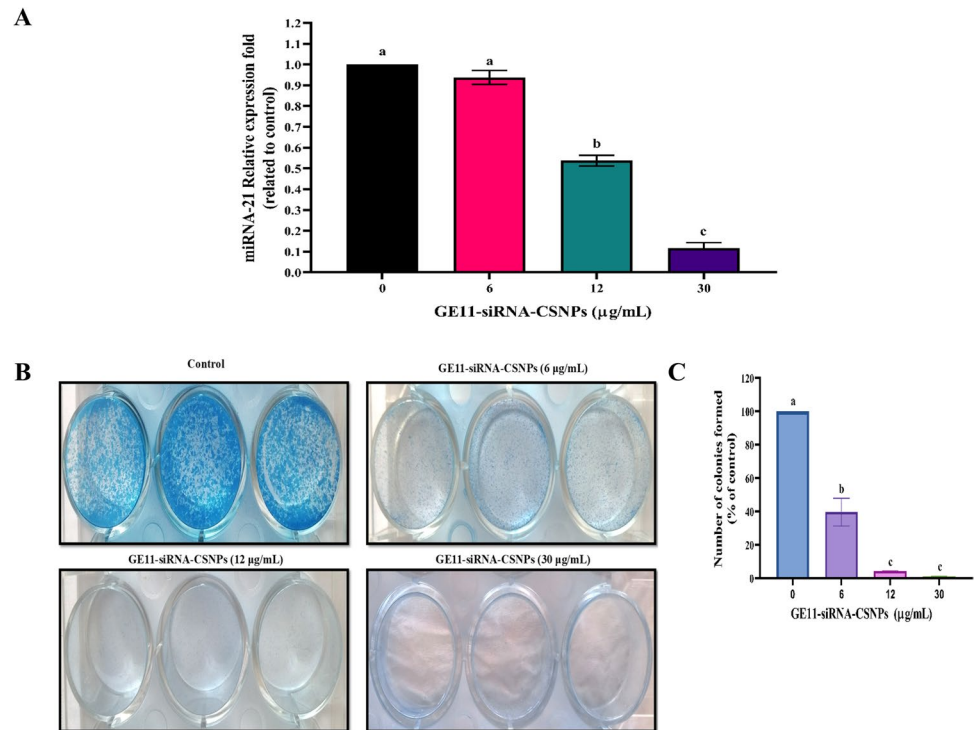 A
miRNA-21 Relative expression fold
(related to control)
1.2
1.1
1.0
0.9
0.8
0.7
0.6
0.5
0.4
0.3
0.2
0.1
0.0
a
a
b
c
0 6 12 30
GE11-siRNA-CSNPs (μg/mL)
B
Control
GE11-siRNA-CSNPs (6 μg/mL)
GE11-siRNA-CSNPs (12 μg/mL)
GE11-siRNA-CSNPs (30 μg/mL)
C
Number of colonies formed
(% of control)
120
100
80
60
40
20
0
a
b
c
c
0 6 12 30
GE11-siRNA-CSNPs (μg/mL)